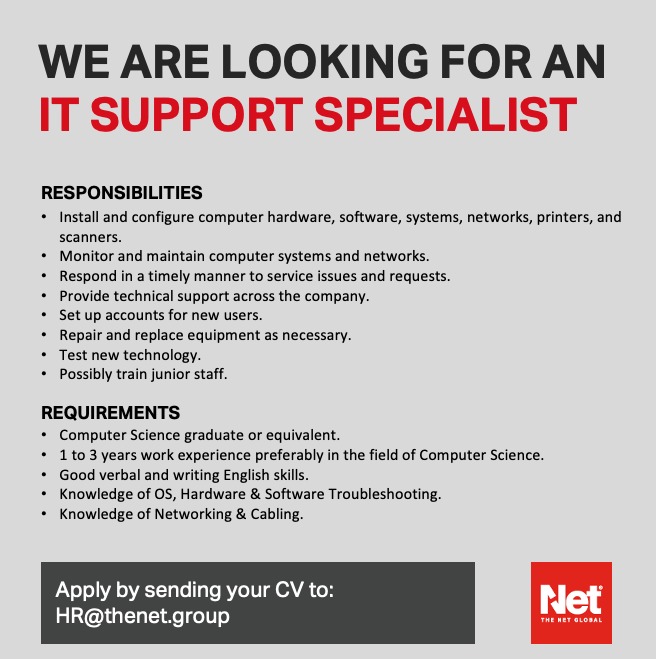 WE ARE LOOKING FOR AN
IT SUPPORT SPECIALIST
RESPONSIBILITIES
• Install and configure computer hardware, software, systems, networks, printers, and
scanners.
• Monitor and maintain computer systems and networks.
• Respond in a timely manner to service issues and requests.
• Provide technical support across the company.
• Set up accounts for new users.
• Repair and replace equipment as necessary.
• Test new technology.
• Possibly train junior staff.
REQUIREMENTS
• Computer Science graduate or equivalent.
• 1 to 3 years work experience preferably in the field of Computer Science.
• Good verbal and writing English skills.
• Knowledge of OS, Hardware & Software Troubleshooting.
• Knowledge of Networking & Cabling.
Apply by sending your CV to:
HR@thenet.group
Net®
THE NET GLOBAL